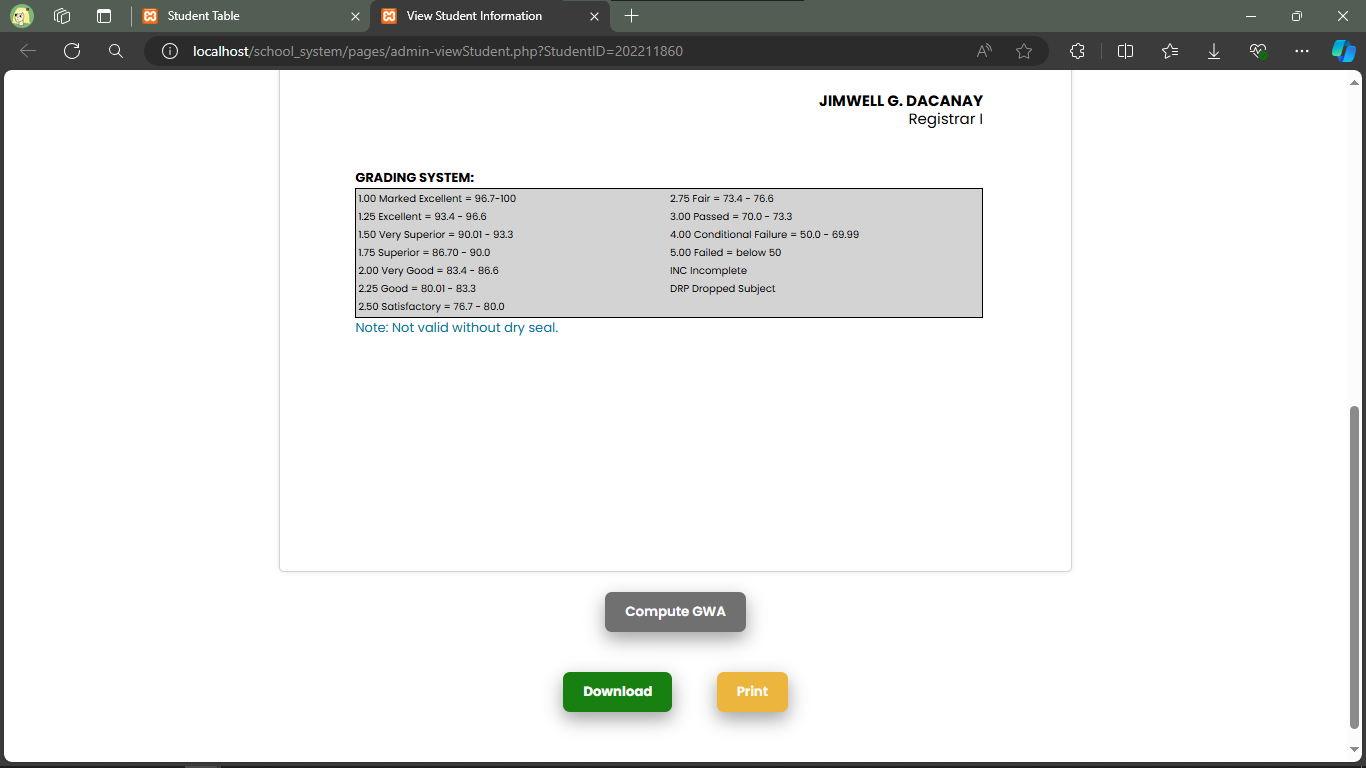 Student Table
View Student Information
localhost/school_system/pages/admin-viewStudent.php?StudentID=202211860
JIMWELL G. DACANAY
Registrar I
GRADING SYSTEM:
1.00 Marked Excellent = 96.7-100
1.25 Excellent = 93.4 - 96.6
1.50 Very Superior = 90.01 - 93.3
1.75 Superior = 86.70 - 90.0
2.00 Very Good = 83.4 - 86.6
2.25 Good = 80.01 - 83.3
2.50 Satisfactory = 76.7 - 80.0
2.75 Fair = 73.4 - 76.6
3.00 Passed = 70.0 - 73.3
4.00 Conditional Failure = 50.0 - 69.99
5.00 Failed = below 50
INC Incomplete
DRP Dropped Subject
Note: Not valid without dry seal.
Compute GWA
Download
Print